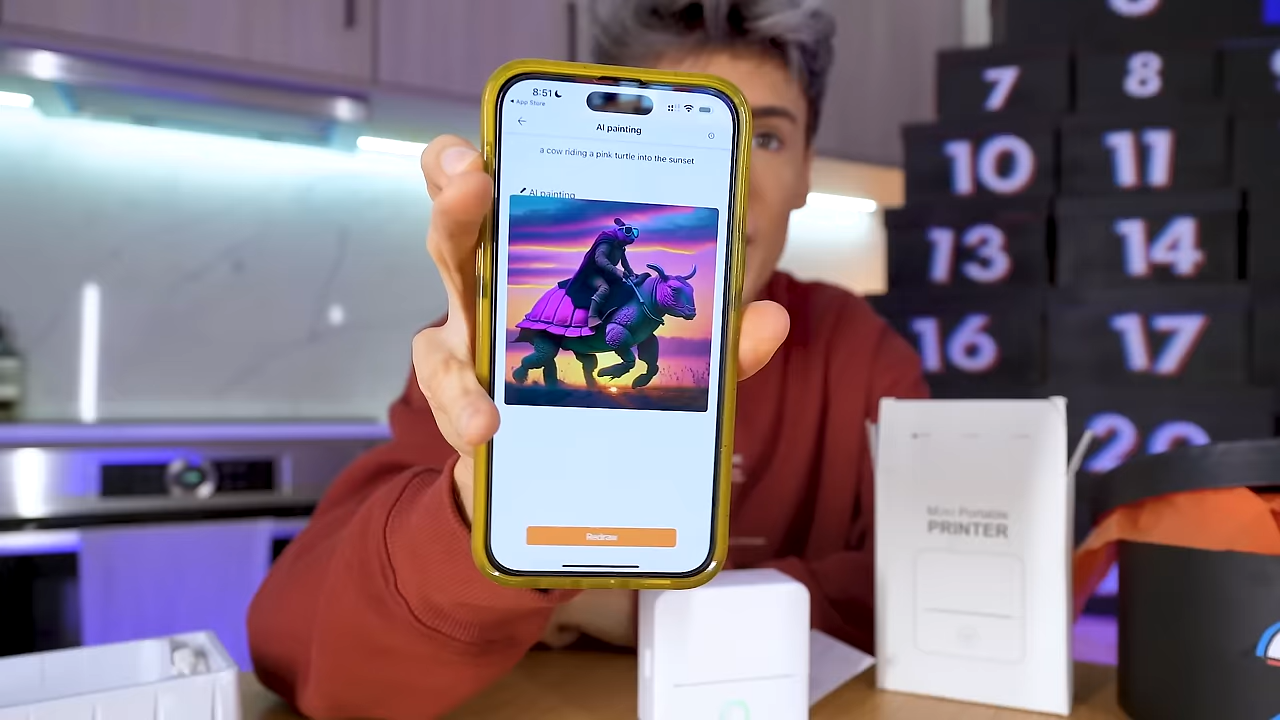 8:51
App Store
AI painting
a cow riding a pink turtle into the sunset
AI painting
Redraw
7
8
10
11
13
14
16
17
20
Mini Portable
PRINTER